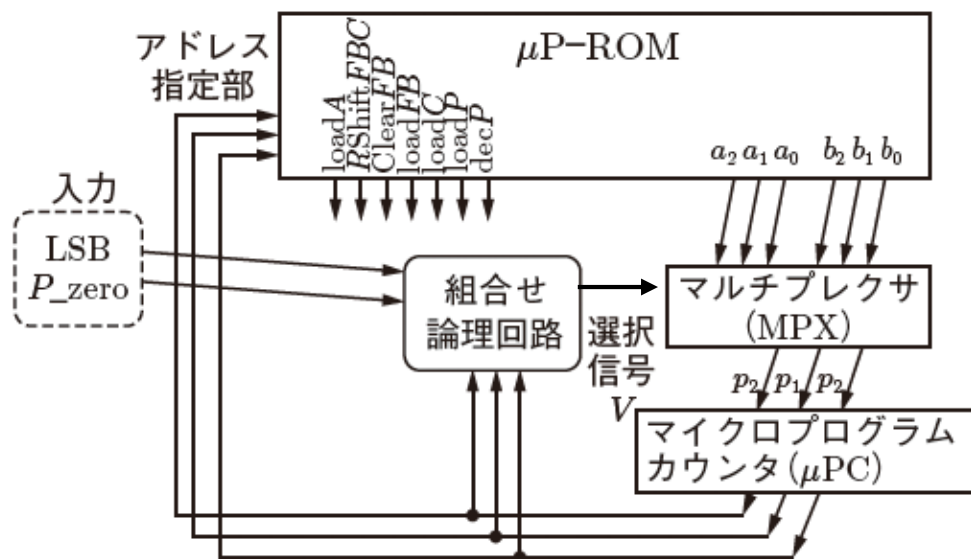 アドレス
指定部
μP-ROM
loadA
RShiftFBC
ClearFB
loadFB
loadC
loadP
decP
a₂ a₁ a₀ b₂ b₁ b₀
入力
LSB
P_zero
組合せ
論理回路
選択
信号
V
マルチプレクサ
(MPX)
p₂ p₁ p₂
マイクロプログラム
カウンタ(μPC)